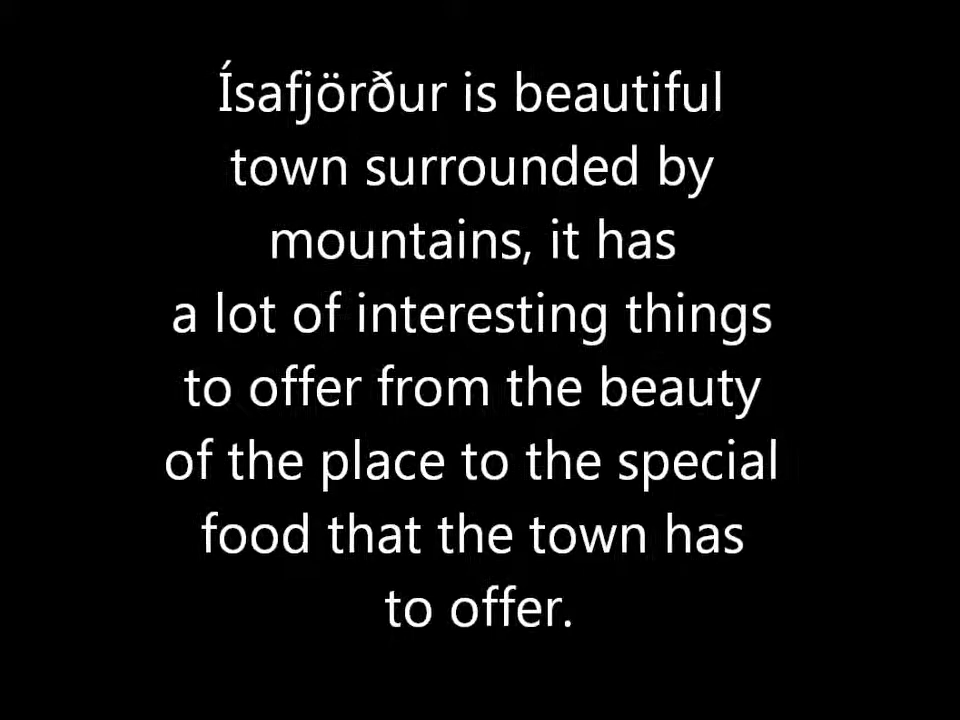 Ísafjörður is beautiful
town surrounded by
mountains, it has
a lot of interesting things
to offer from the beauty
of the place to the special
food that the town has
to offer.